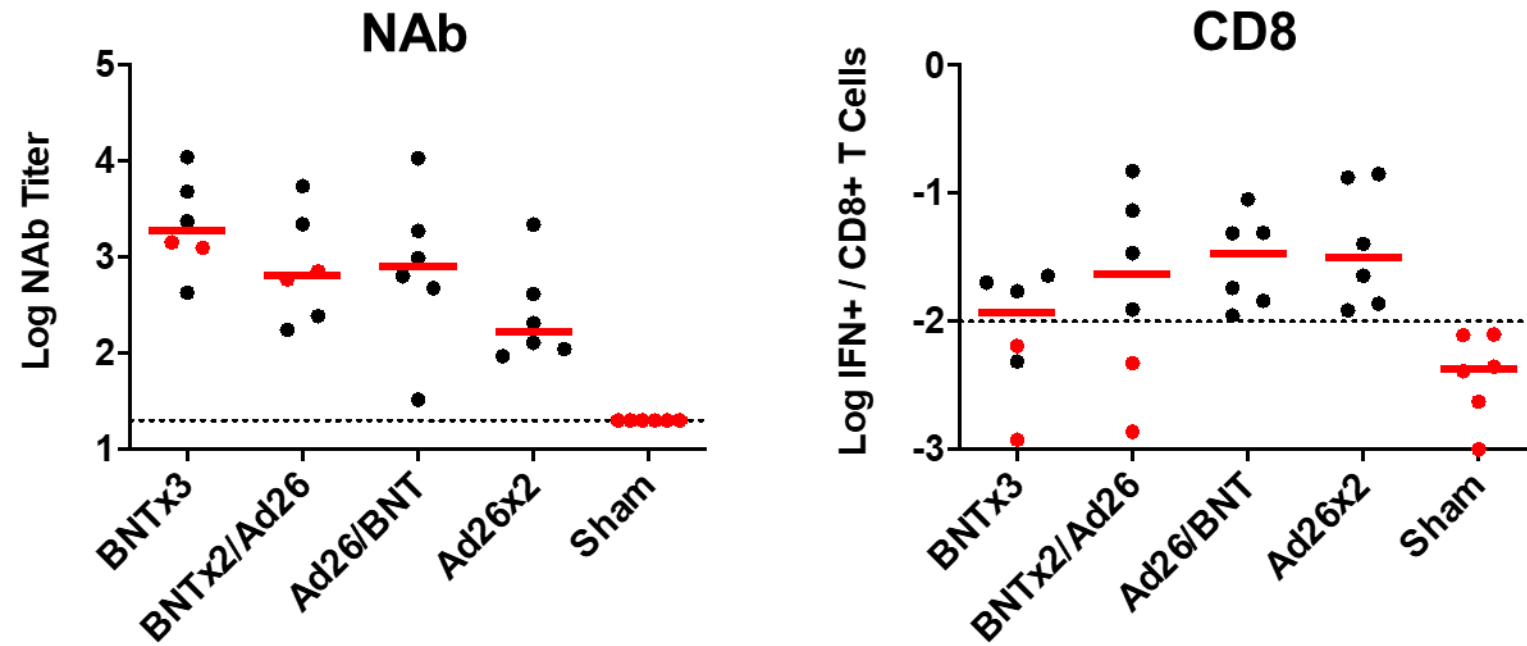 NAb
Log NAb Titer
5
4
3
2
1
BNTx3
BNTx2/Ad26
Ad26/BNT
Ad26x2
Sham
CD8
Log IFN+ / CD8+ T Cells
0
-1
-2
-3
BNTx3
BNTx2/Ad26
Ad26/BNT
Ad26x2
Sham